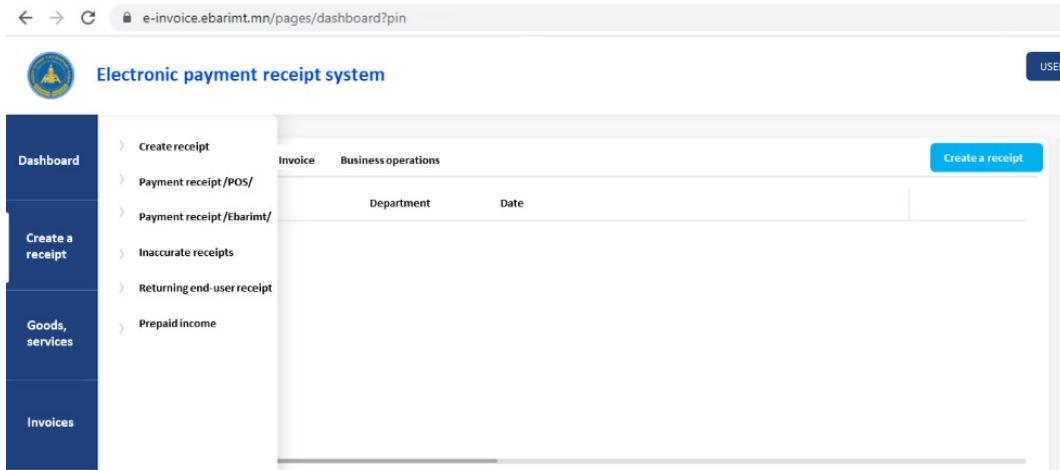 e-invoice.ebarimt.mn/pages/dashboard?pin
Electronic payment receipt system
USE
Dashboard
Create a
receipt
Goods,
services
Invoices
Create receipt
Payment receipt /POS/
Payment receipt /Ebarimt/
Inaccurate receipts
Returning end-user receipt
Prepaid income
Invoice Business operations
Create a receipt
Department Date